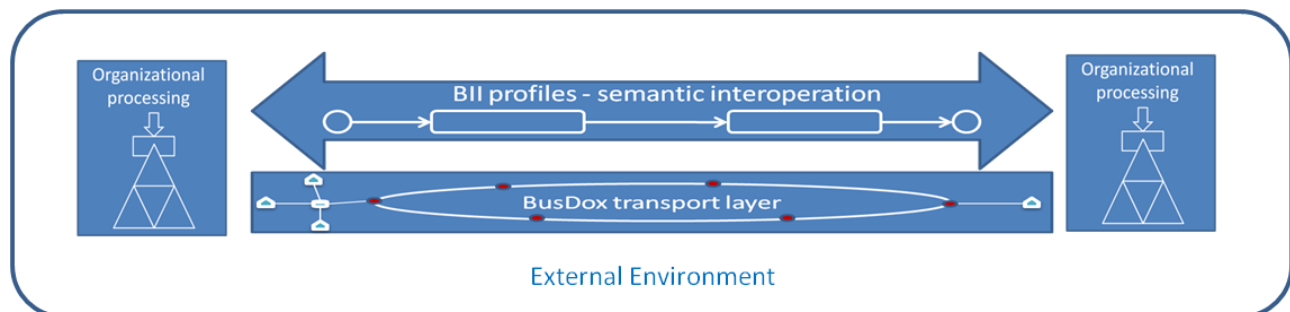 Organizational
processing
BII profiles - semantic interoperation
Organizational
processing
BusDox transport layer
External Environment